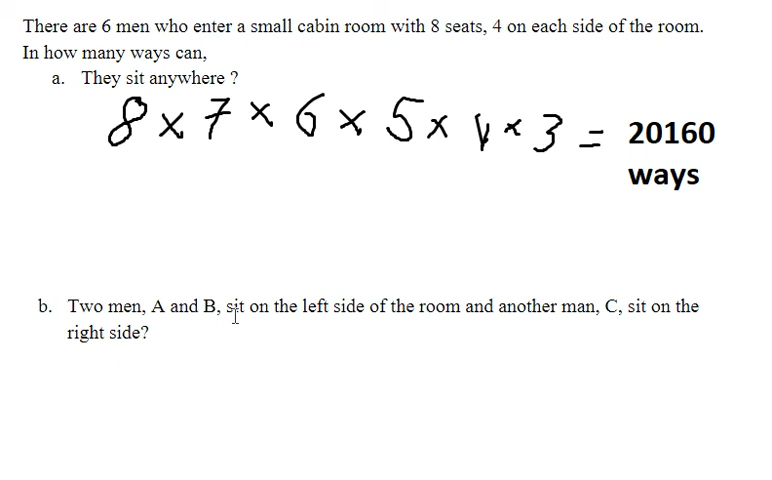 There are 6 men who enter a small cabin room with 8 seats, 4 on each side of the room.
In how many ways can,
a. They sit anywhere ?
8 × 7 × 6 × 5 × 4 × 3 = 20160
ways
b. Two men, A and B, sit on the left side of the room and another man, C, sit on the
right side?